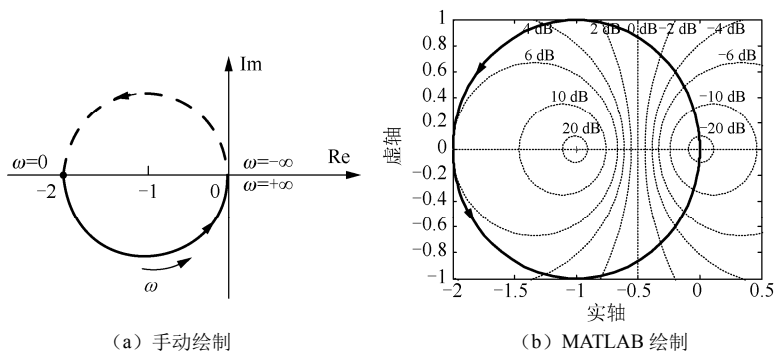 Im
ω=0
ω=−∞
Re
−2
−1
0
ω=+∞
ω
（a）手动绘制
4 dB
2 dB
0 dB
−2 dB
−4 dB
6 dB
−6 dB
10 dB
−10 dB
20 dB
−20 dB
1
0.8
0.6
0.4
0.2
0
−0.2
−0.4
−0.6
−0.8
−1
虚轴
−2
−1.5
−1
−0.5
0
0.5
实轴
（b）MATLAB 绘制